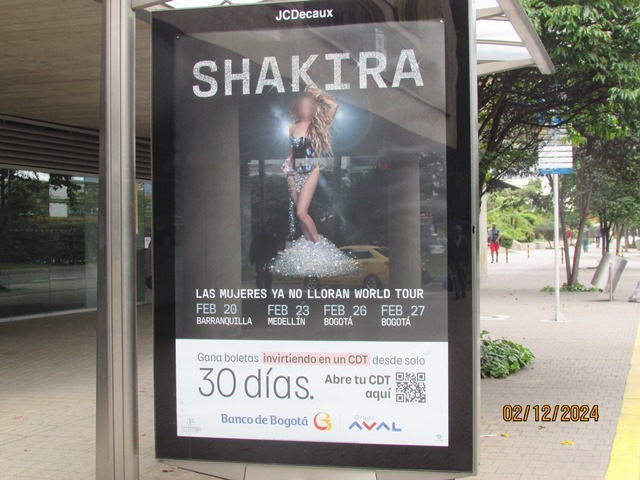 JCDecaux
SHAKIRA
LAS MUJERES YA NO LLORAN WORLD TOUR
FEB 20 FEB 23 FEB 26 FEB 27
BARRANQUILLA MEDELLÍN BOGOTÁ BOGOTÁ
Gana boletas invirtiendo en un CDT desde solo
30 días.
Abre tu CDT
aquí
Banco de Bogotá
Grupo
AVAL
02/12/2024